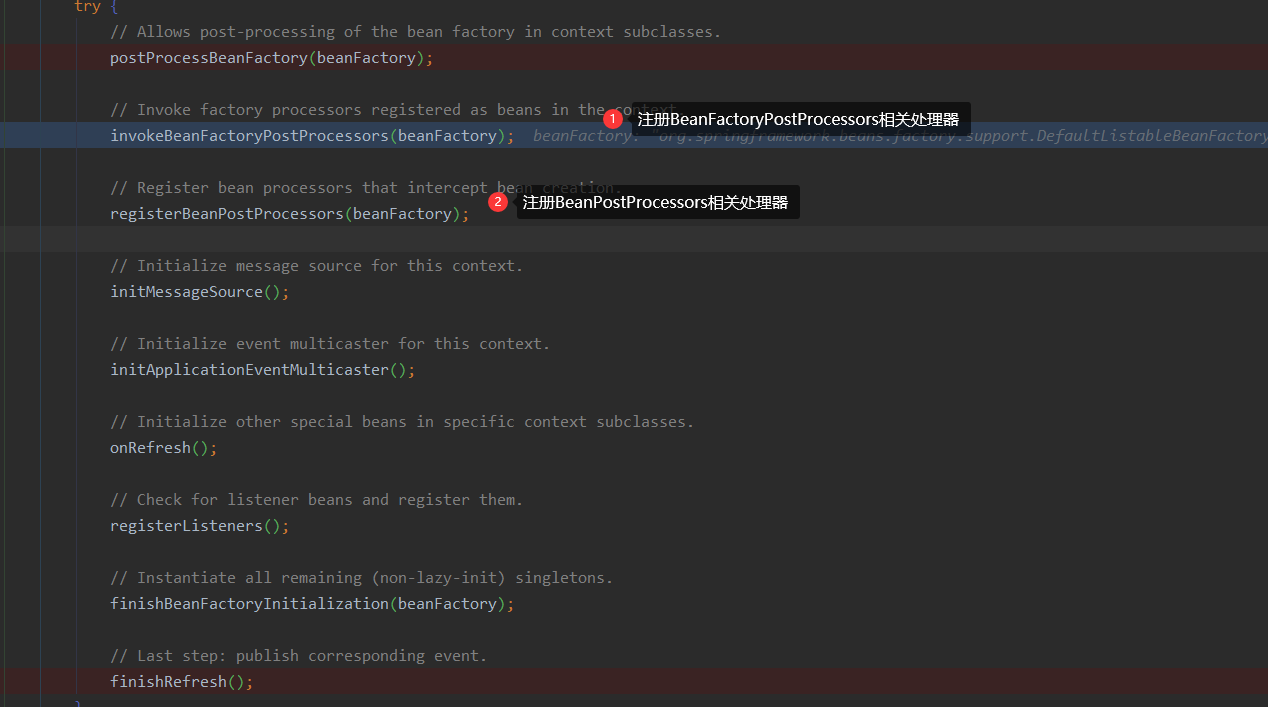 try {
// Allows post-processing of the bean factory in context subclasses.
postProcessBeanFactory(beanFactory);
// Invoke factory processors registered as beans in the context.
1 注册BeanFactoryPostProcessors相关处理器
invokeBeanFactoryPostProcessors(beanFactory); beanFactory: "org.springframework.beans.factory.support.DefaultListableBeanFactory
// Register bean processors that intercept bean creation.
2 注册BeanPostProcessors相关处理器
registerBeanPostProcessors(beanFactory);
// Initialize message source for this context.
initMessageSource();
// Initialize event multicaster for this context.
initApplicationEventMulticaster();
// Initialize other special beans in specific context subclasses.
onRefresh();
// Check for listener beans and register them.
registerListeners();
// Instantiate all remaining (non-lazy-init) singletons.
finishBeanFactoryInitialization(beanFactory);
// Last step: publish corresponding event.
finishRefresh();
}